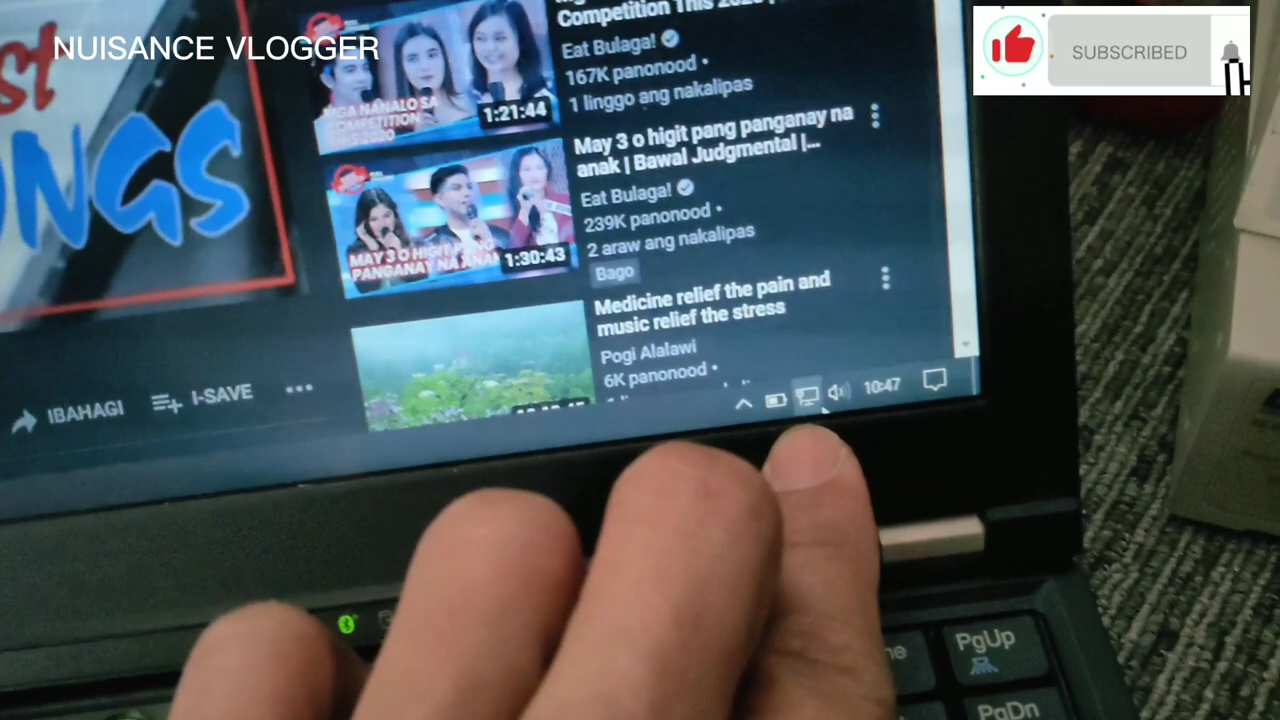 NUISANCE VLOGGER
SUBSCRIBED
st
NGS
Competition This 2020
Eat Bulaga!
167K panonood •
1 linggo ang nakalipas
MGA NANALO SA
COMPETITION
THIS 2020
1:21:44
May 3 o higit pang panganay na
anak | Bawal Judgmental |...
Eat Bulaga!
239K panonood •
2 araw ang nakalipas
Bago
MAY 3 O HIGIT PANG
PANGANAY NA ANAK
1:30:43
Medicine relief the pain and
music relief the stress
Pogi Alalawi
6K panonood •
IBAHAGI
I-SAVE
10:47
PgUp
PgDn